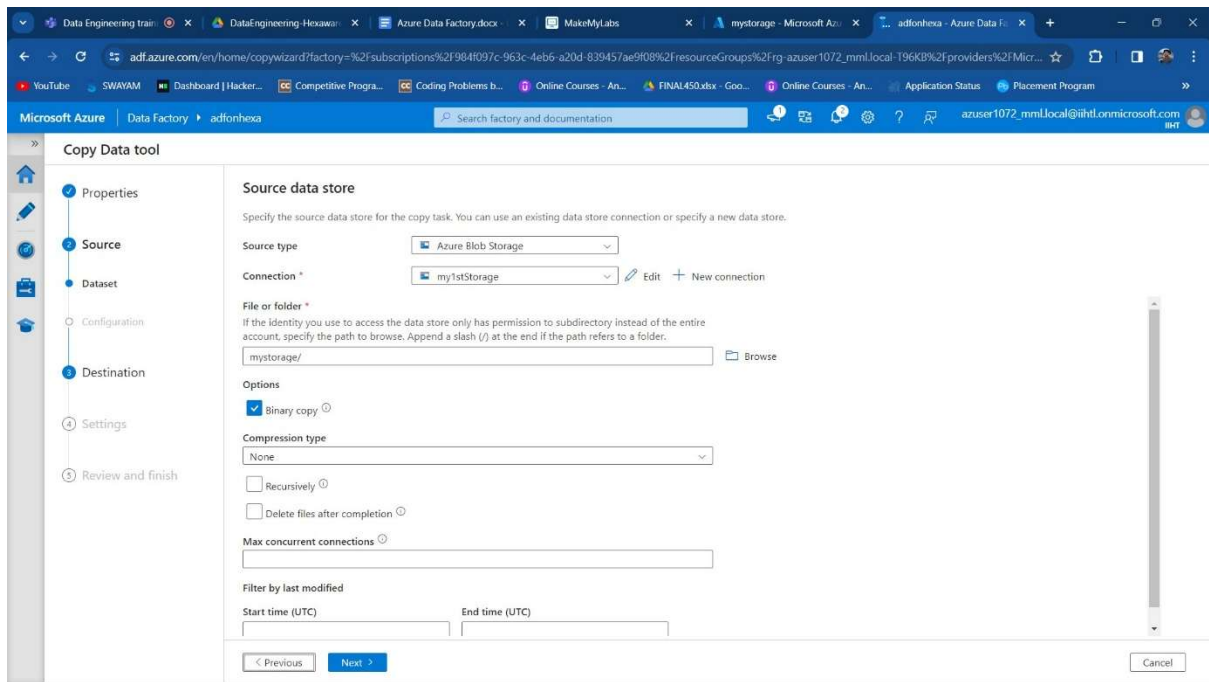 Data Engineering train
DataEngineering-Hexawar
Azure Data Factory.docx -
MakeMyLabs
mystorage - Microsoft Azu
adfonhexa - Azure Data Fa
adf.azure.com/en/home/copywizard?factory=%2Fsubscriptions%2F984f097c-963c-4eb6-a20d-839457ae9f08%2FresourceGroups%2Frg-azuser1072_mml.local-T96KB%2Fproviders%2FMicr...
YouTube
SWAYAM
Dashboard | Hacker...
Competitive Progra...
Coding Problems b...
Online Courses - An...
FINAL450.xlsx - Goo...
Online Courses - An...
Application Status
Placement Program
»
Microsoft Azure
Data Factory
adfonhexa
Search factory and documentation
1
2
azuser1072_mml.local@iihtl.onmicrosoft.com
IIHT
»
Copy Data tool
Properties
2 Source
Dataset
Configuration
3 Destination
4 Settings
5 Review and finish
Source data store
Specify the source data store for the copy task. You can use an existing data store connection or specify a new data store.
Source type
Azure Blob Storage
Connection *
my1stStorage
Edit
+ New connection
File or folder *
If the identity you use to access the data store only has permission to subdirectory instead of the entire
account, specify the path to browse. Append a slash (/) at the end if the path refers to a folder.
mystorage/
Browse
Options
Binary copy
Compression type
None
Recursively
Delete files after completion
Max concurrent connections
Filter by last modified
Start time (UTC)
End time (UTC)
< Previous
Next >
Cancel